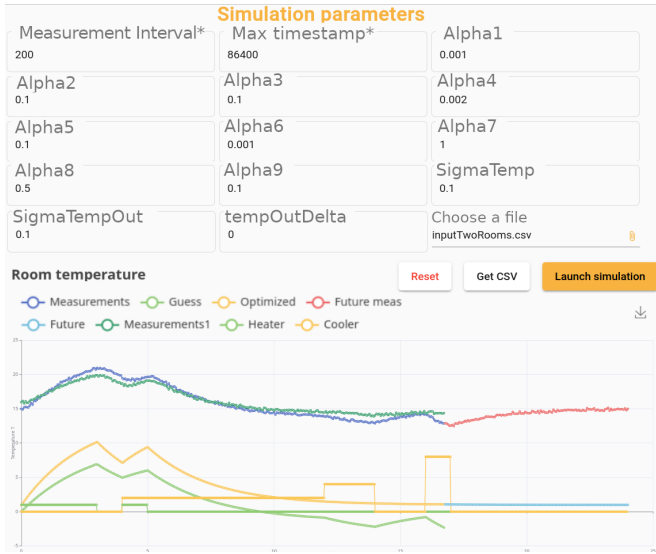 Simulation parameters
Measurement Interval* Max timestamp* Alpha1
200 86400 0.001
Alpha2 Alpha3 Alpha4
0.1 0.1 0.002
Alpha5 Alpha6 Alpha7
0.1 0.001 1
Alpha8 Alpha9 SigmaTemp
0.5 0.1 0.1
SigmaTempOut tempOutDelta Choose a file
0.1 0 inputTwoRooms.csv
Room temperature Reset Get CSV Launch simulation
Measurements Guess Optimized Future meas
Future Measurements1 Heater Cooler
25
20
15
10
5
0
-5
0 5 10 15